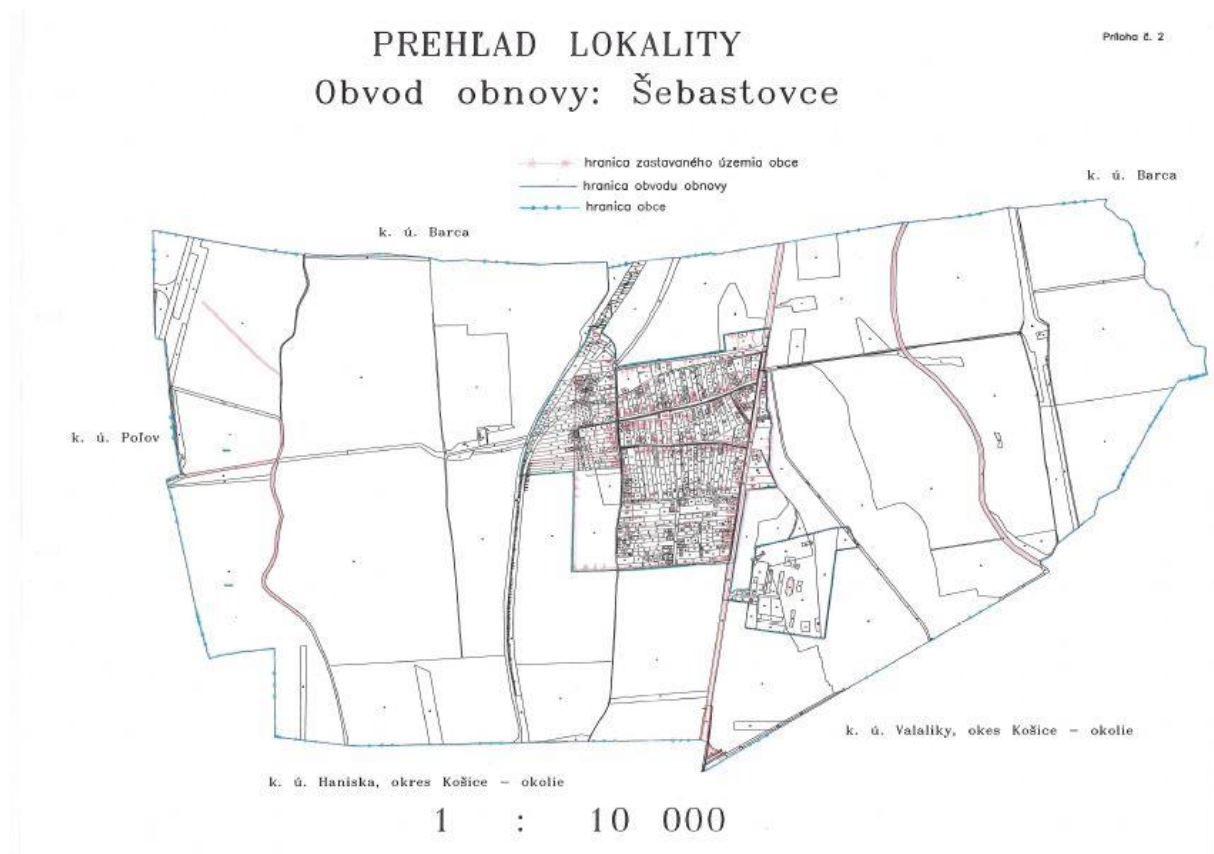 PREHĽAD LOKALITY
Príloha č. 2
Obvod obnovy: Šebastovce
hranica zastavaného územia obce
hranica obvodu obnovy
hranica obce
k. ú. Barca
k. ú. Barca
k. ú. Poľov
k. ú. Valaliky, okes Košice – okolie
k. ú. Haniska, okres Košice – okolie
1 : 10 000